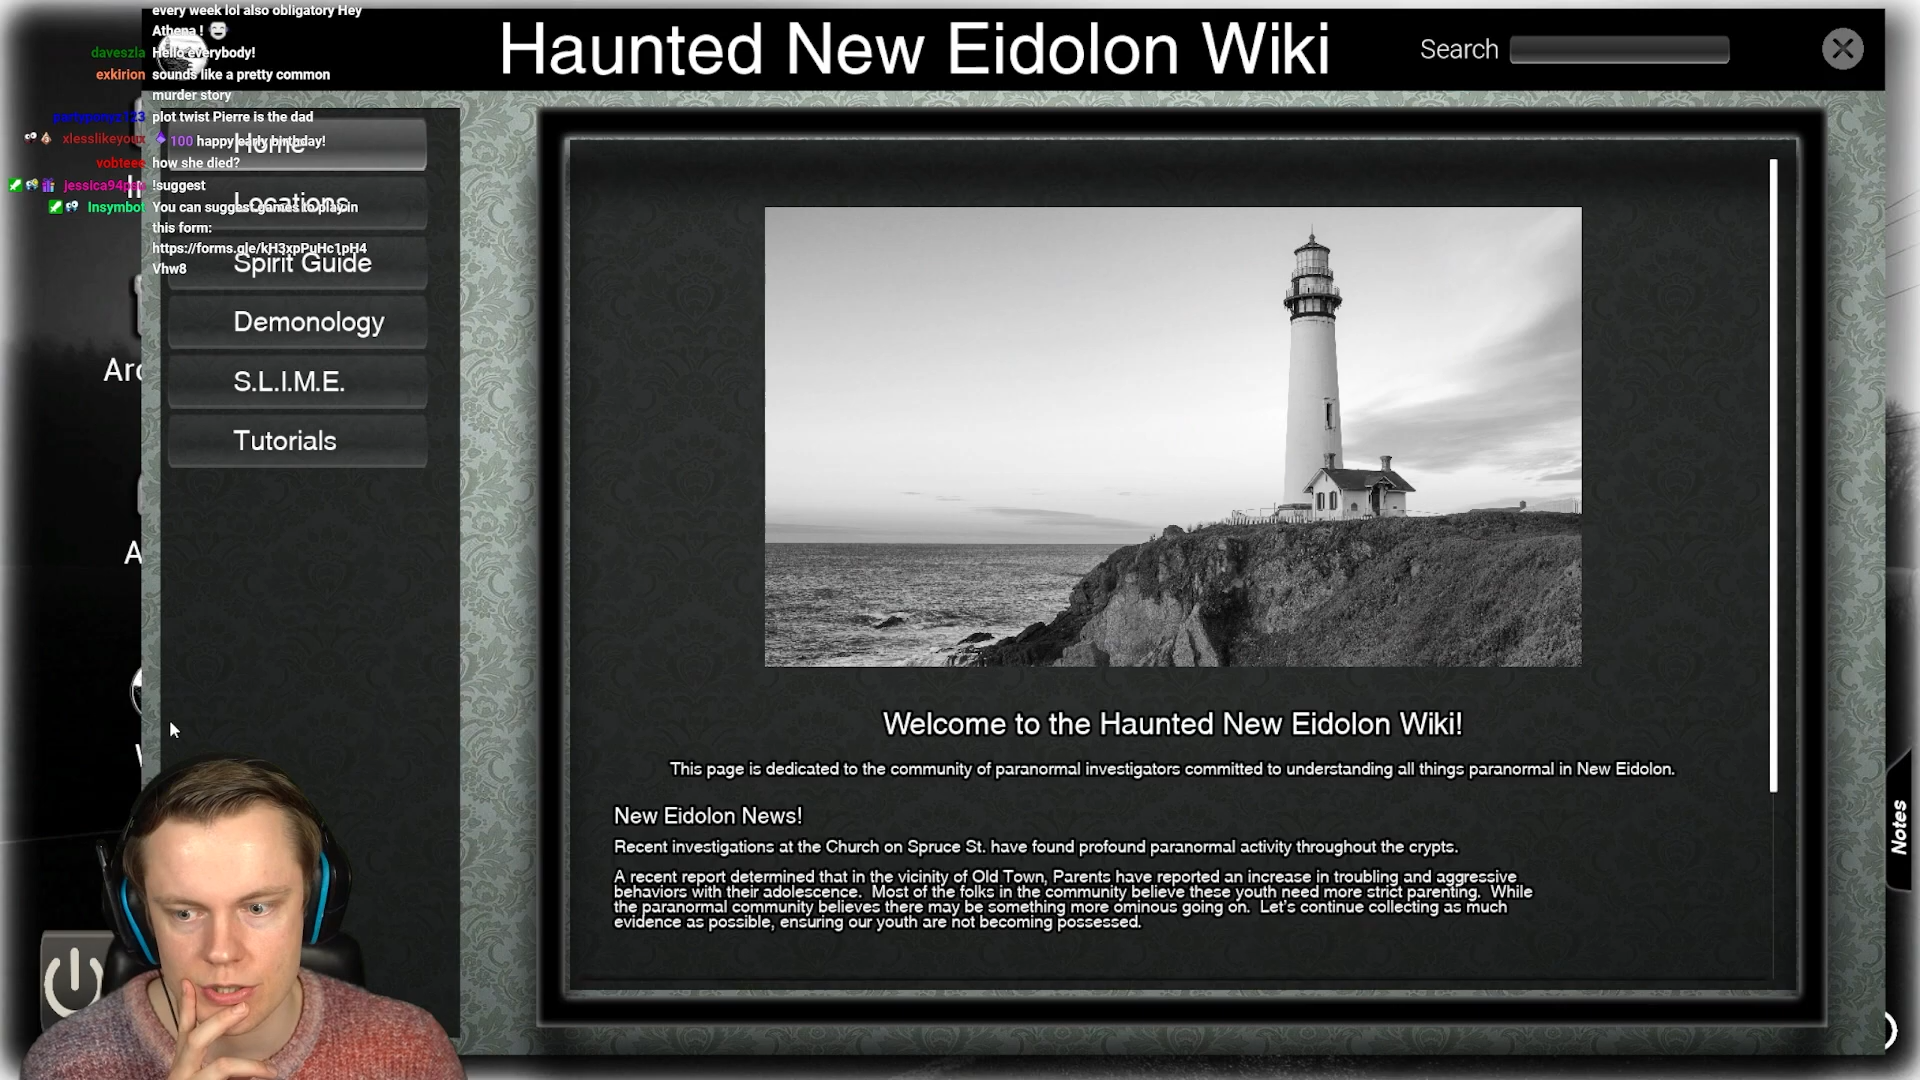 every week lol also obligatory Hey
Athena !
daveszla Hello everybody!
exkirion sounds like a pretty common
murder story
plot twist Pierre is the dad
xlesslikeyoux 100 happy early birthday!
vobteee how she died?
!suggest
Insymbot You can suggest games to play in
this form:
https://forms.gle/kH3xpPuHc1pH4
Vhw8
Haunted New Eidolon Wiki
Search
Home
Locations
Spirit Guide
Demonology
S.L.I.M.E.
Tutorials
Welcome to the Haunted New Eidolon Wiki!
This page is dedicated to the community of paranormal investigators committed to understanding all things paranormal in New Eidolon.
New Eidolon News!
Recent investigations at the Church on Spruce St. have found profound paranormal activity throughout the crypts.
A recent report determined that in the vicinity of Old Town, Parents have reported an increase in troubling and aggressive
behaviors with their adolescence. Most of the folks in the community believe these youth need more strict parenting. While
the paranormal community believes there may be something more ominous going on. Let's continue collecting as much
evidence as possible, ensuring our youth are not becoming possessed.
Notes